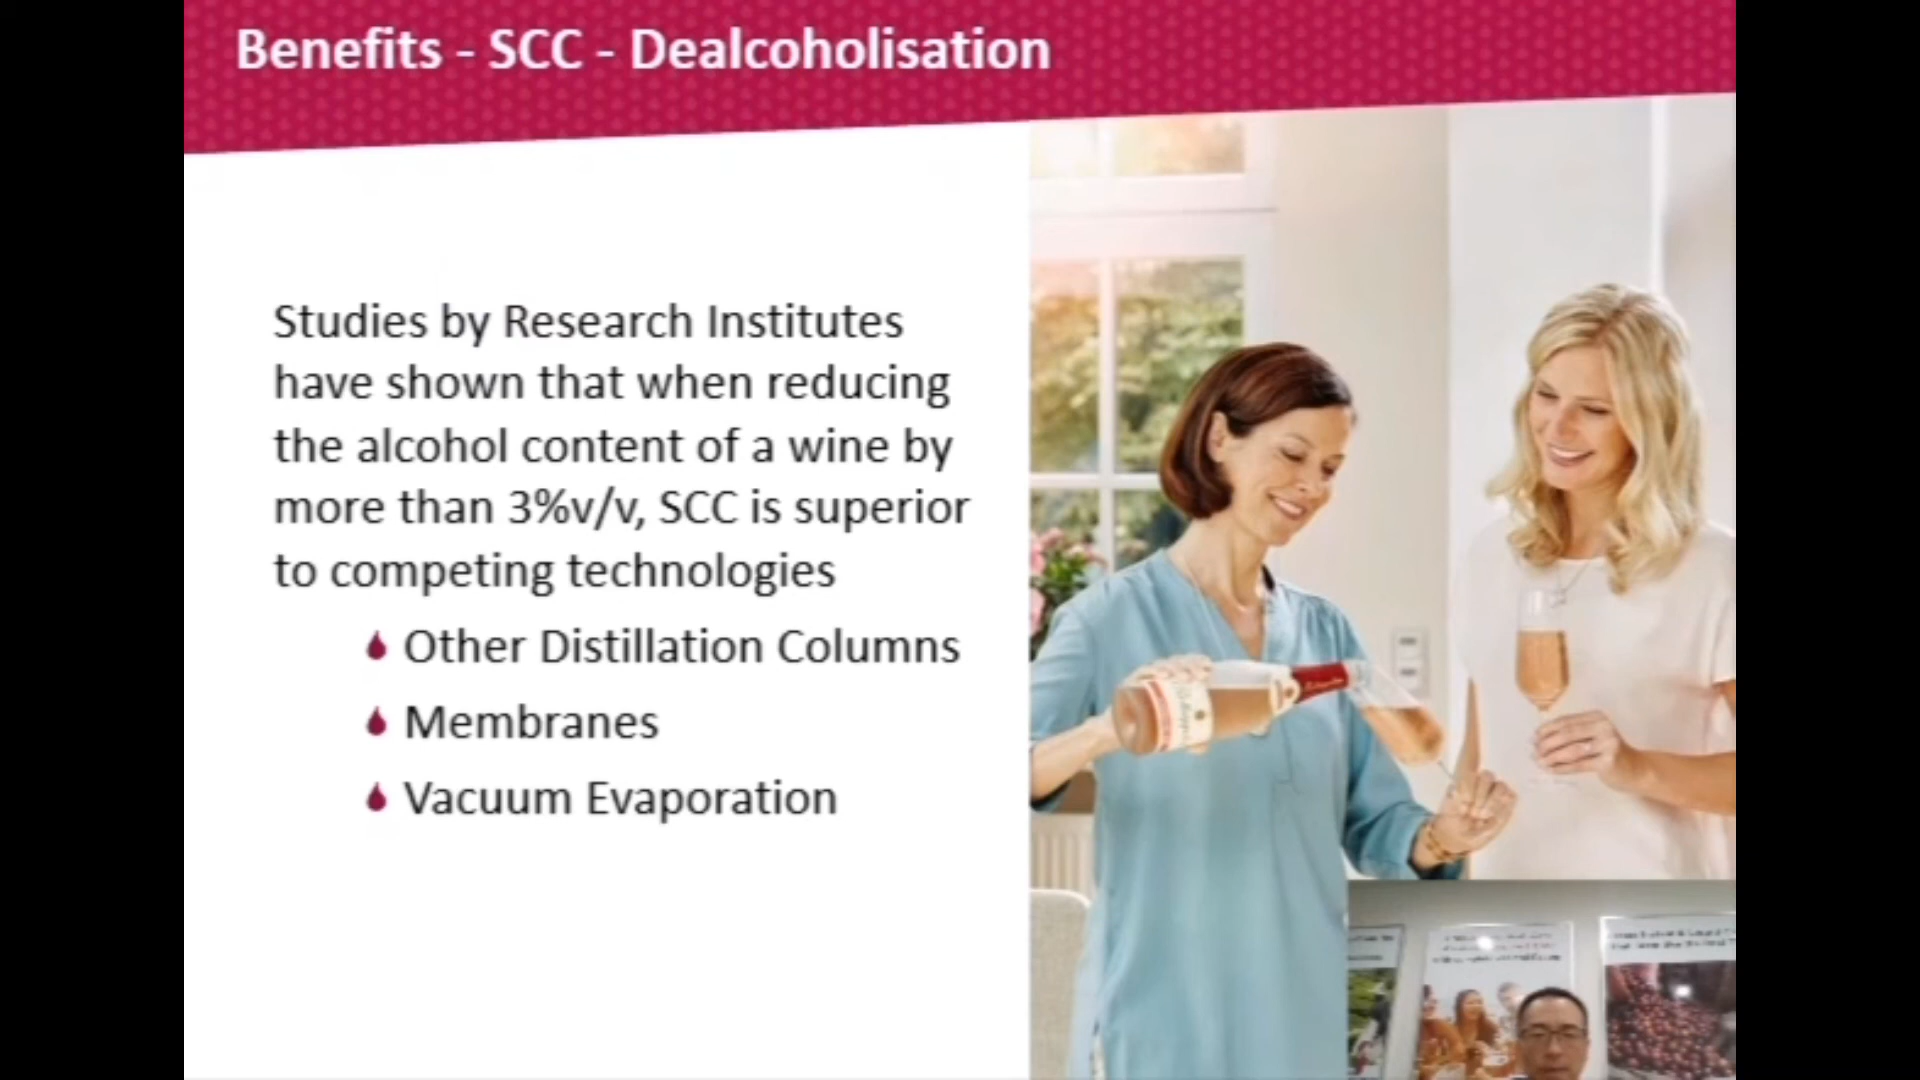 Benefits - SCC - Dealcoholisation
Studies by Research Institutes
have shown that when reducing
the alcohol content of a wine by
more than 3%v/v, SCC is superior
to competing technologies
Other Distillation Columns
Membranes
Vacuum Evaporation